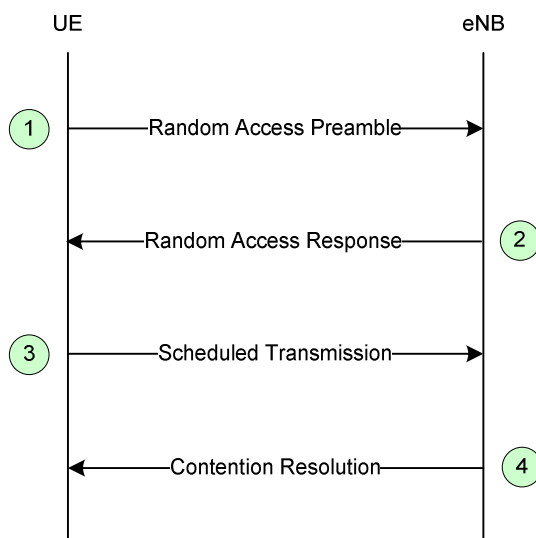 UE
eNB
1
Random Access Preamble
Random Access Response
2
3
Scheduled Transmission
Contention Resolution
4